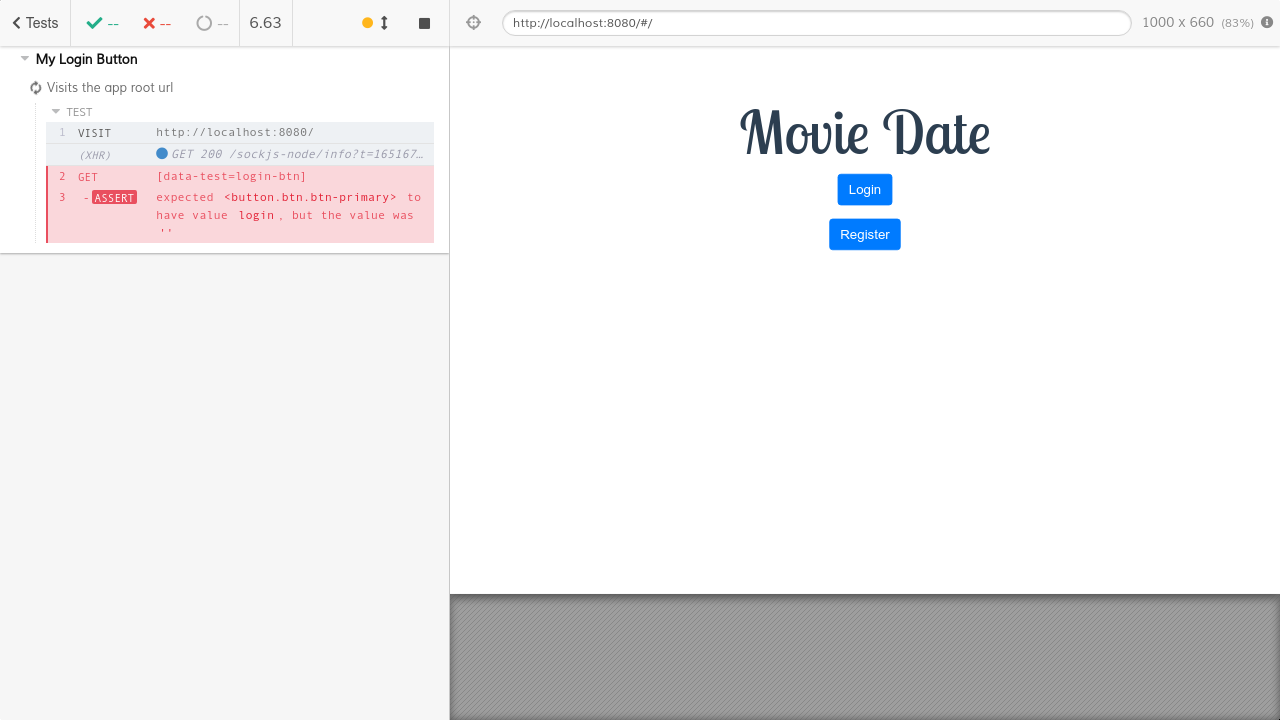 Tests -- -- -- 6.63
http://localhost:8080/#/ 1000 x 660 (83%)
My Login Button
Visits the app root url
TEST
1 VISIT http://localhost:8080/
(XHR) GET 200 /sockjs-node/info?t=165167…
2 GET [data-test=login-btn]
3 -ASSERT expected <button.btn.btn-primary> to
have value login, but the value was
''
Movie Date
Login
Register